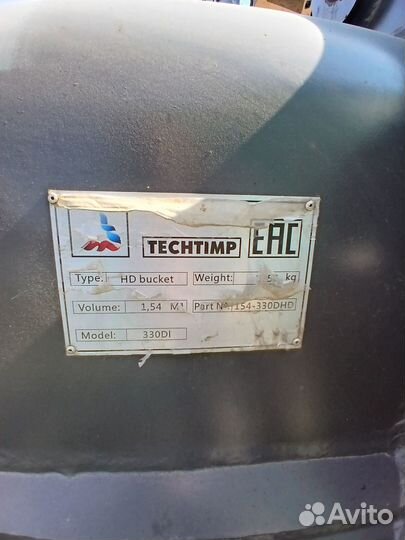 TECHTIMP EAC
Type: HD bucket Weight: kg
Volume: 1,54 M³ Part №: 154-330DHD
Model: 330DI
Avito